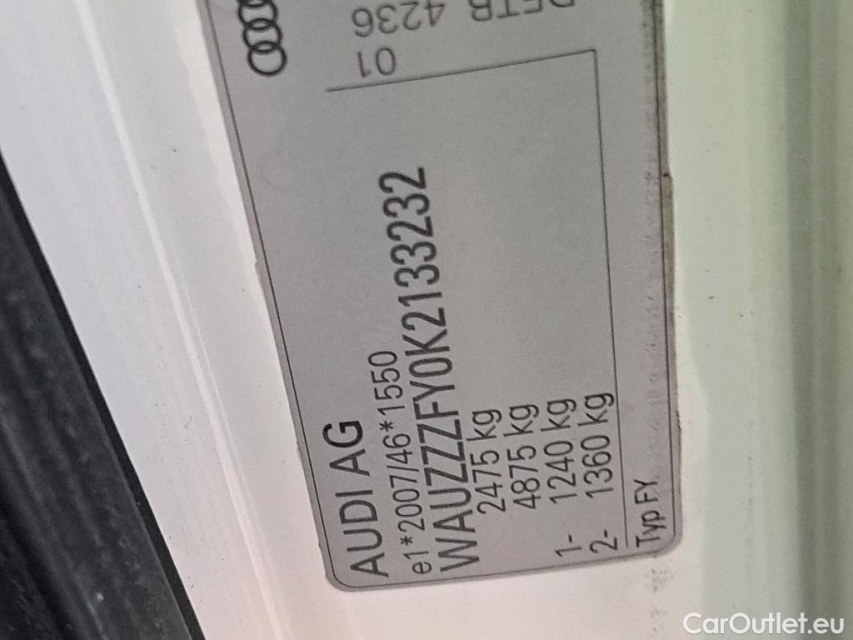 AUDI AG
e1*2007/46*1550
WAUZZZFY0K2133232
2475 kg
4875 kg
1- 1240 kg
2- 1360 kg
Typ FY
01
4236
CarOutlet.eu